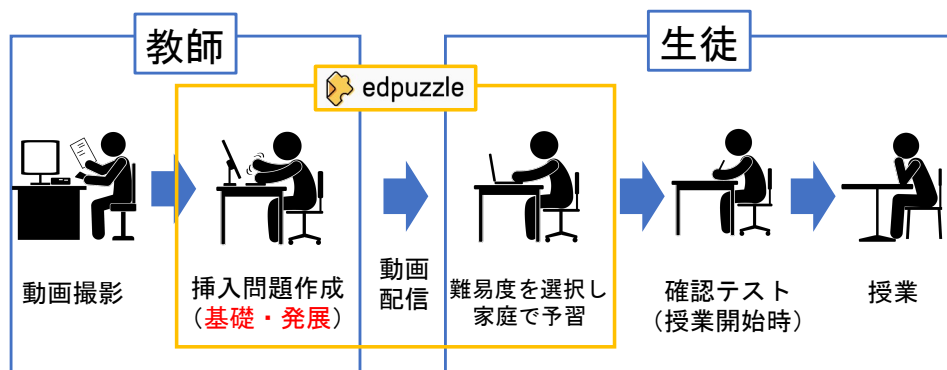 教師
生徒
edpuzzle
動画撮影
挿入問題作成
（基礎・発展）
動画
配信
難易度を選択し
家庭で予習
確認テスト
（授業開始時）
授業